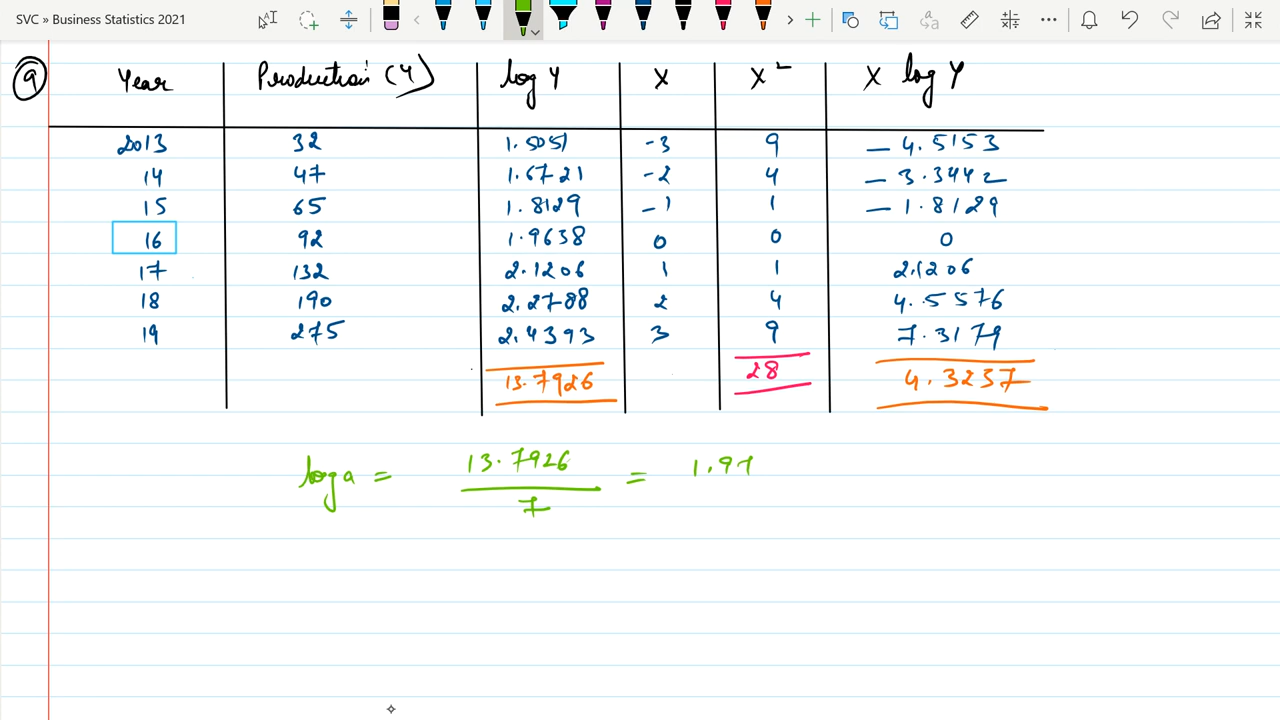 SVC » Business Statistics 2021
9 Year Production (Y) log Y X X² X log Y
2013 32 1.5051 -3 9 - 4.5153
14 47 1.6721 -2 4 - 3.3442
15 65 1.8129 -1 1 - 1.8129
16 92 1.9638 0 0 0
17 132 2.1206 1 1 2.1206
18 190 2.2788 2 4 4.5576
19 275 2.4393 3 9 7.3179
13.7926 28 4.3237
log a = 13.7926 / 7 = 1.97